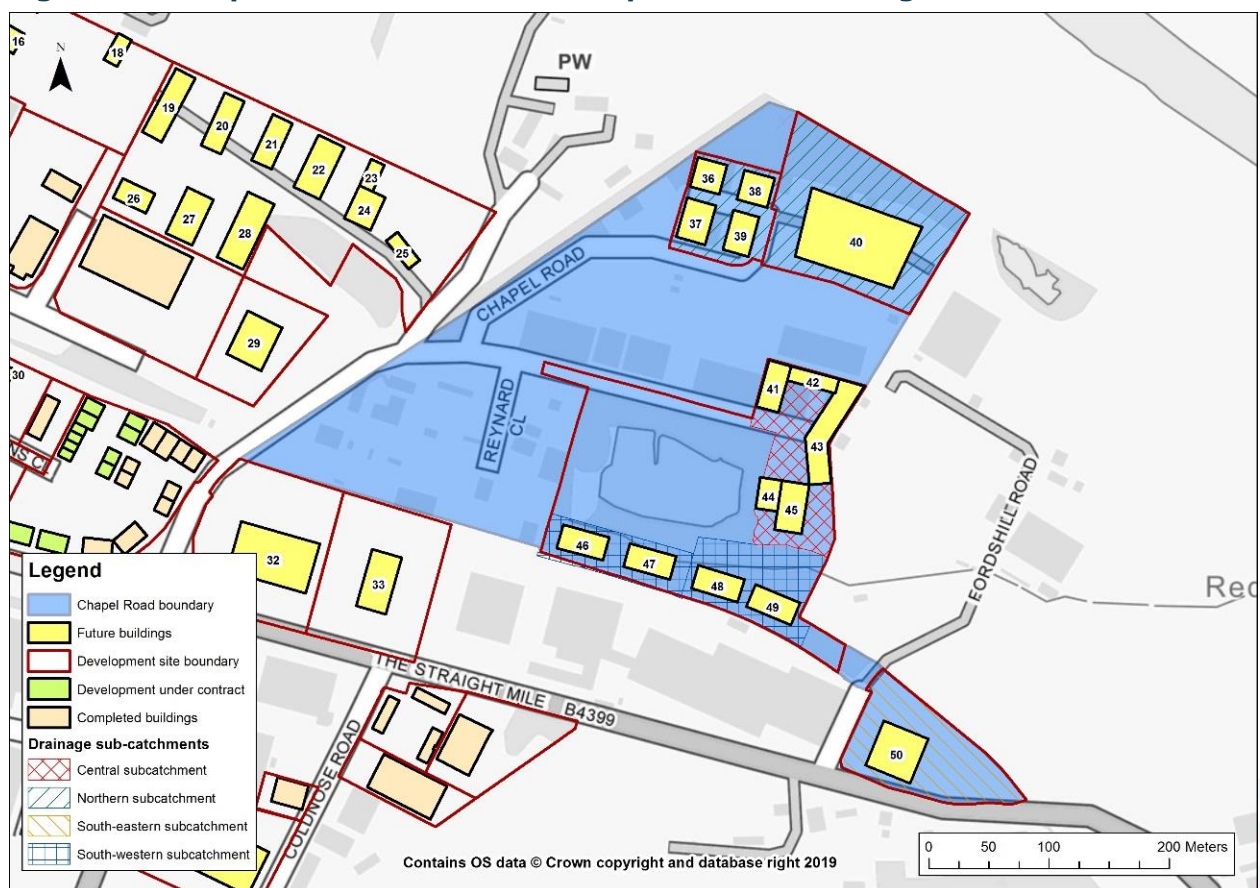 16
18
N
PW
19
20
21
22
23
24
25
26
27
28
29
30
36
38
37
39
40
CHAPEL ROAD
REYNARD CL
41
42
43
44
45
46
47
48
49
FORDSHILL ROAD
32
33
THE STRAIGHT MILE B4399
COLDNOSE ROAD
50
Legend
Chapel Road boundary
Future buildings
Development site boundary
Development under contract
Completed buildings
Drainage sub-catchments
Central subcatchment
Northern subcatchment
South-eastern subcatchment
South-western subcatchment
Contains OS data © Crown copyright and database right 2019
0 50 100 200 Meters